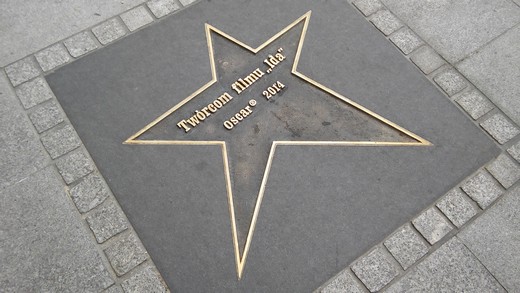 Twórcom filmu „Ida”
Oscar® 2014